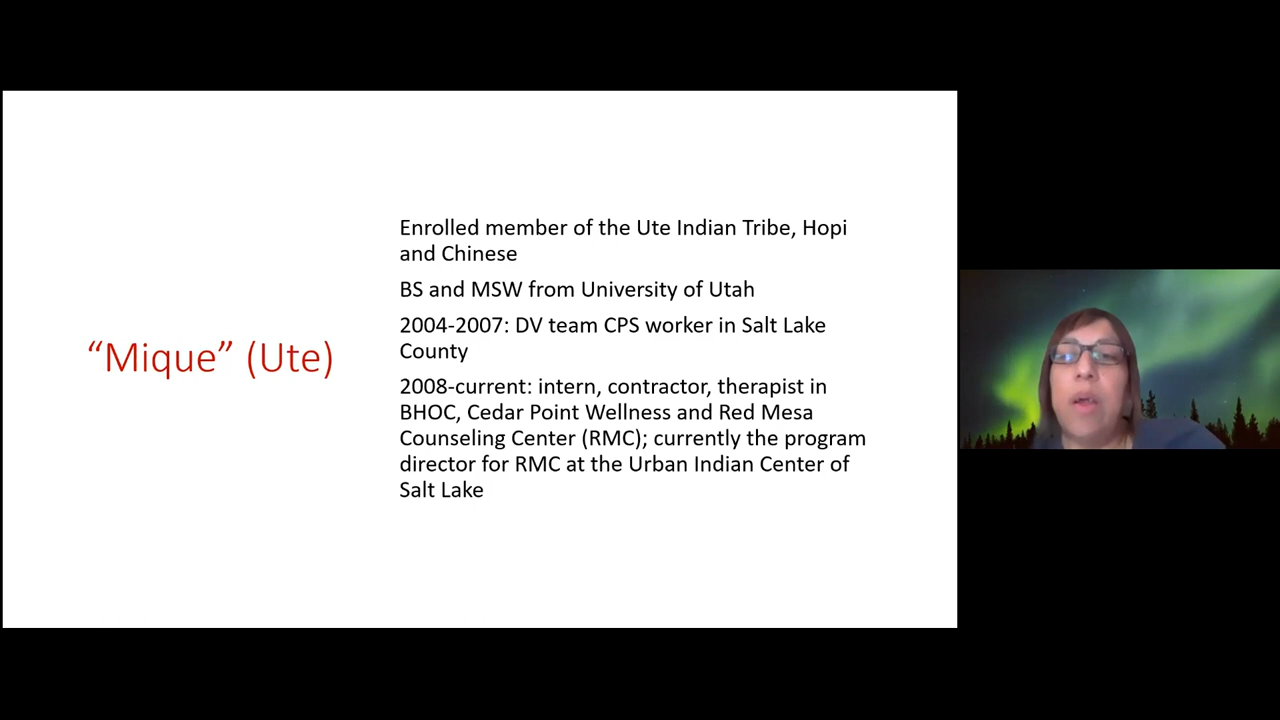 “Mique” (Ute)
Enrolled member of the Ute Indian Tribe, Hopi
and Chinese
BS and MSW from University of Utah
2004-2007: DV team CPS worker in Salt Lake
County
2008-current: intern, contractor, therapist in
BHOC, Cedar Point Wellness and Red Mesa
Counseling Center (RMC); currently the program
director for RMC at the Urban Indian Center of
Salt Lake